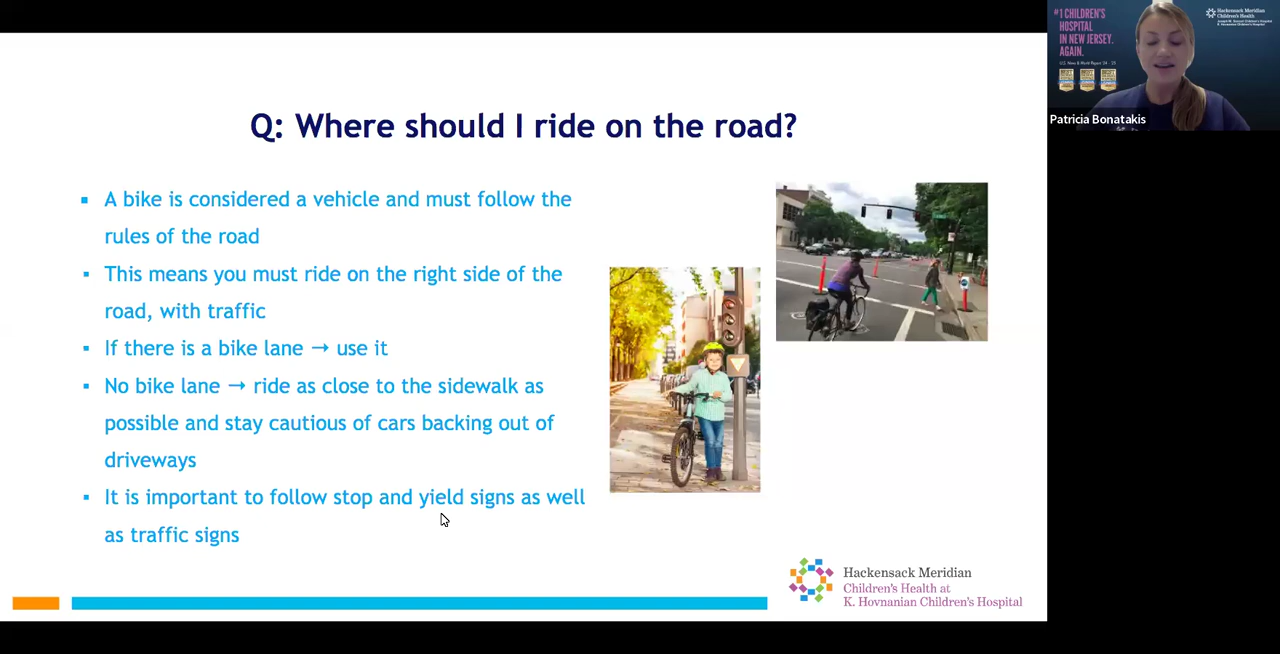 Q: Where should I ride on the road?
▪ A bike is considered a vehicle and must follow the
rules of the road
▪ This means you must ride on the right side of the
road, with traffic
▪ If there is a bike lane → use it
▪ No bike lane → ride as close to the sidewalk as
possible and stay cautious of cars backing out of
driveways
▪ It is important to follow stop and yield signs as well
as traffic signs
Hackensack Meridian
Children's Health at
K. Hovnanian Children's Hospital
#1 CHILDREN'S
HOSPITAL
IN NEW JERSEY.
AGAIN.
Hackensack Meridian
Children's Health
Patricia Bonatakis